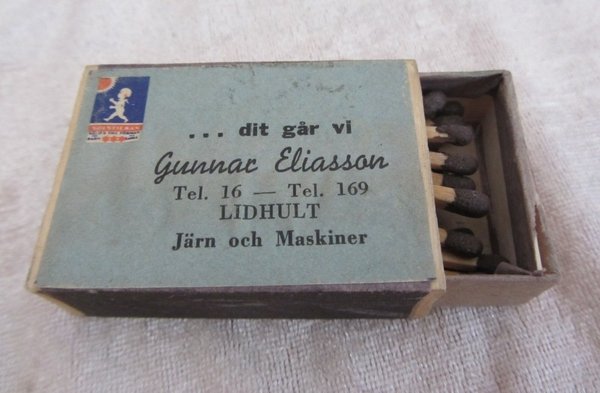 ... dit går vi
Gunnar Eliasson
Tel. 16 — Tel. 169
LIDHULT
Järn och Maskiner